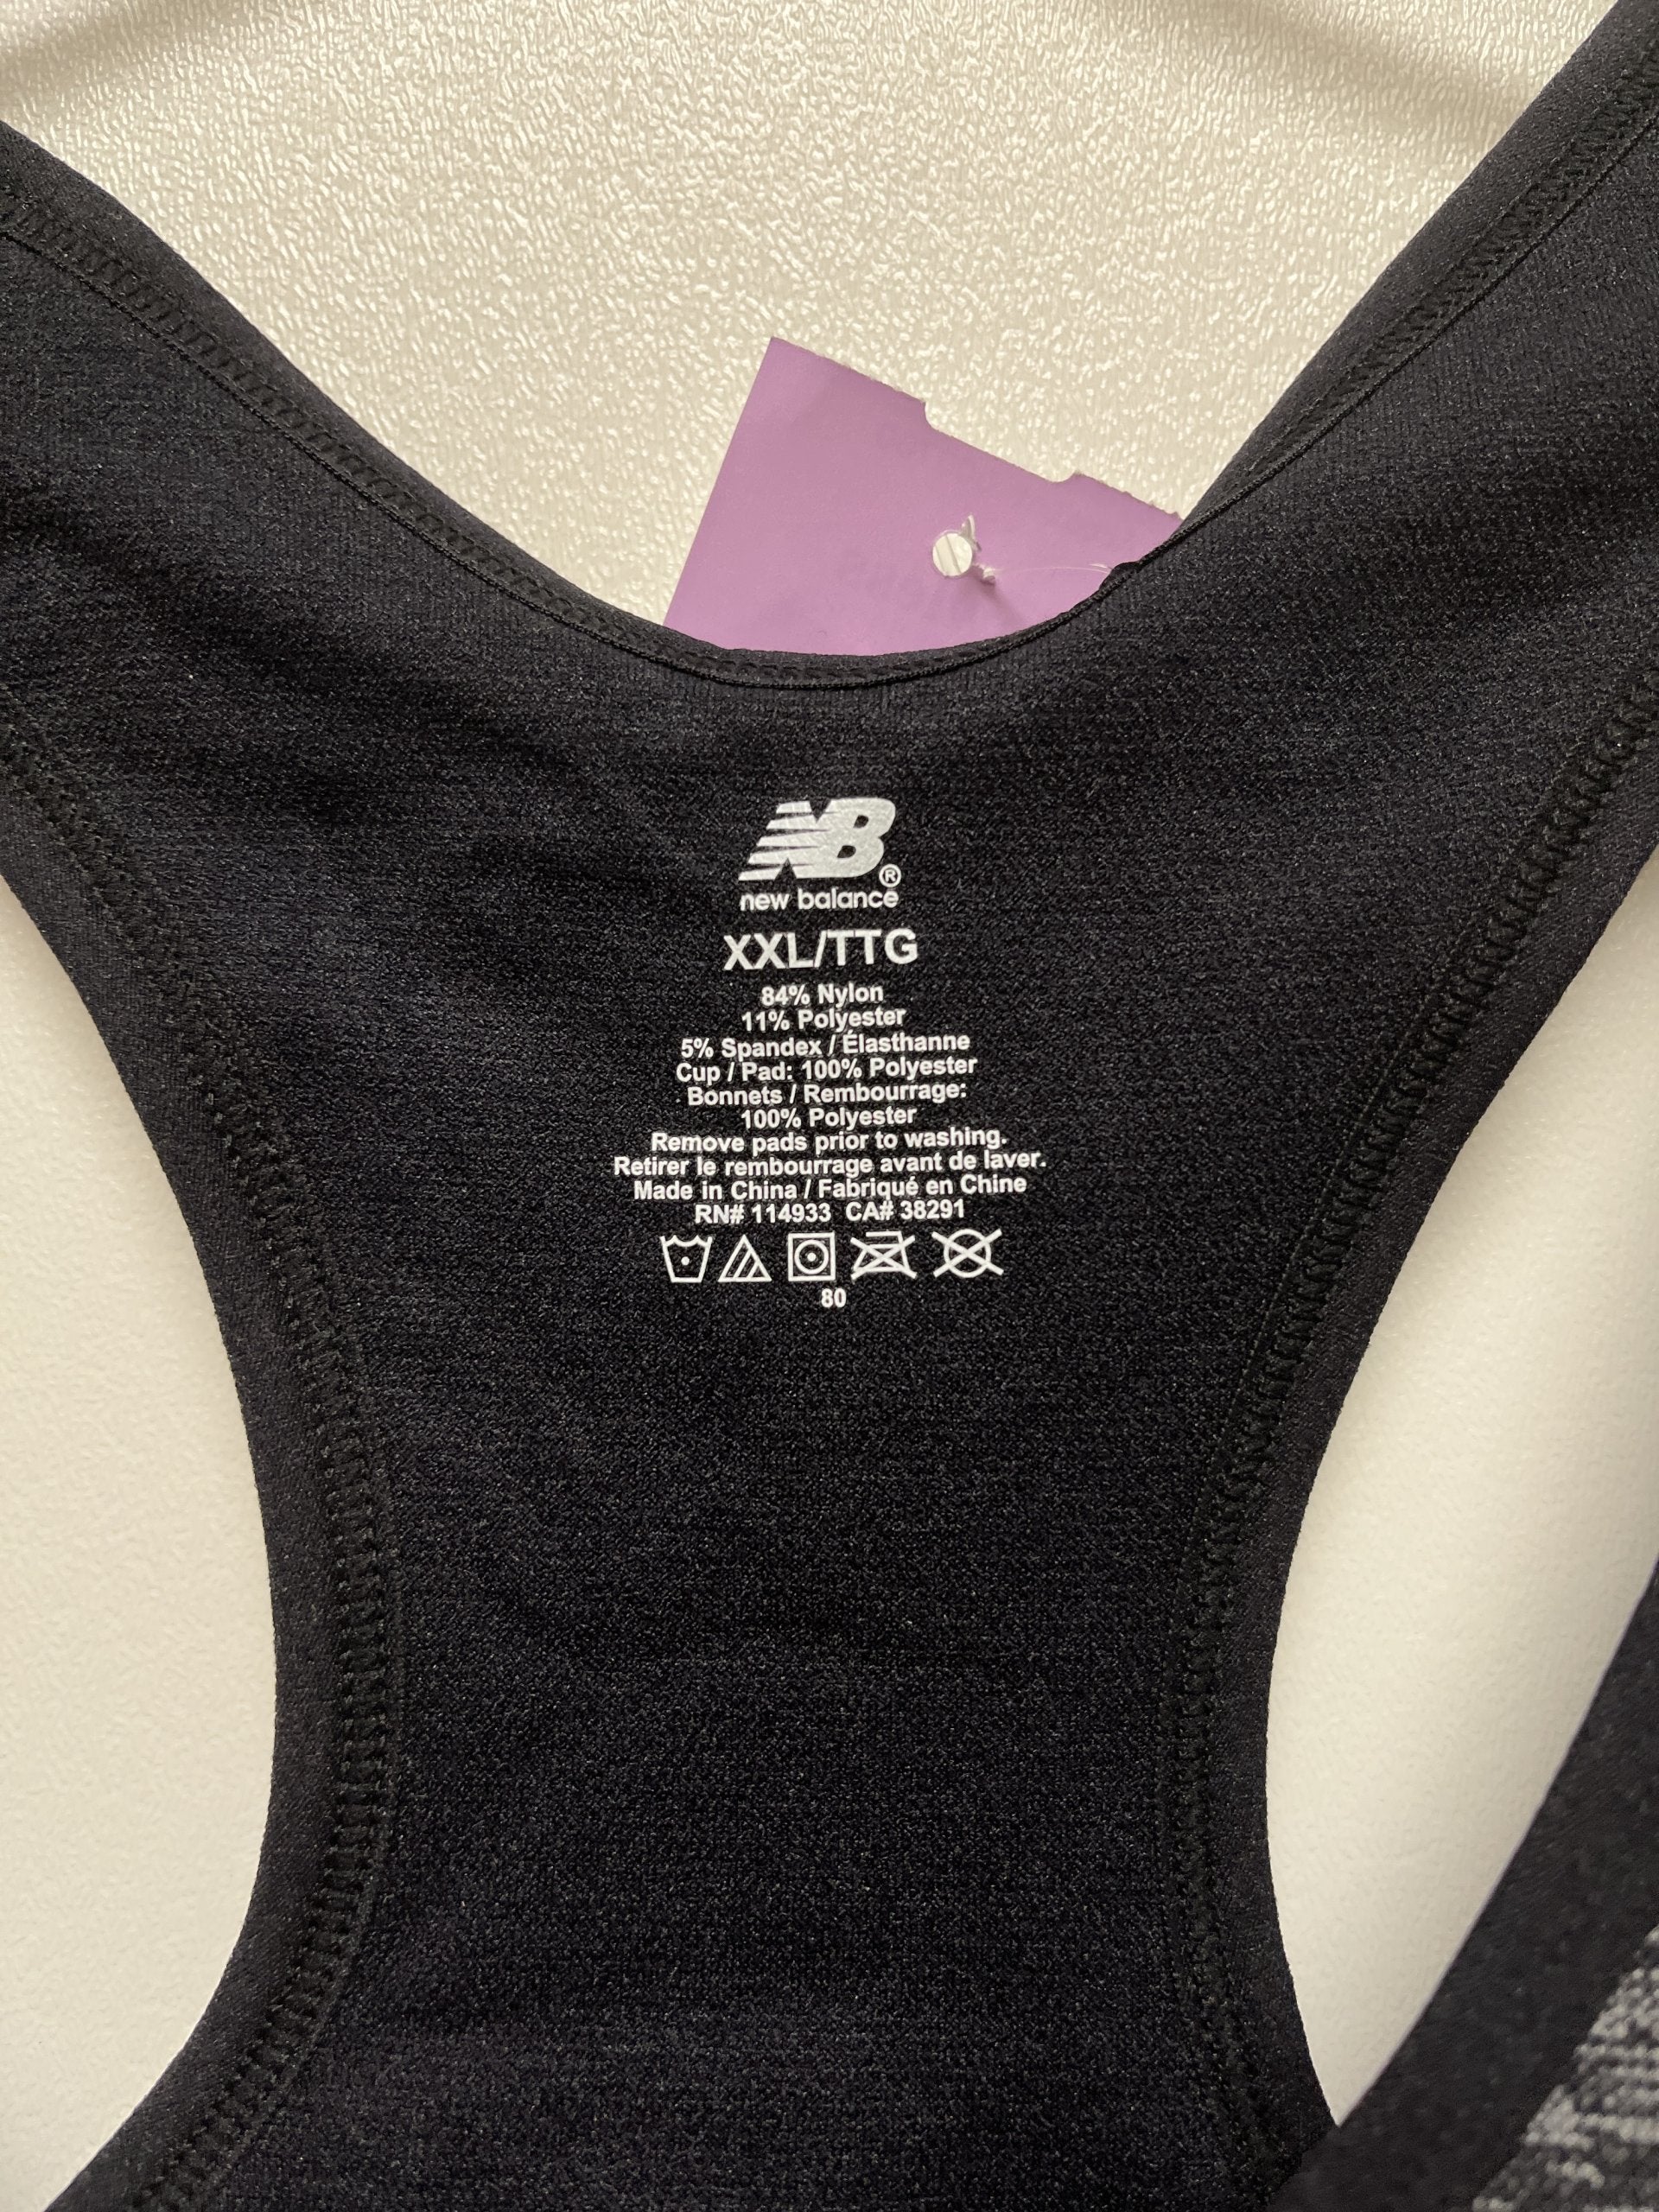 NB®
new balance
XXL/TTG
84% Nylon
11% Polyester
5% Spandex / Élasthanne
Cup / Pad: 100% Polyester
Bonnets / Rembourrage:
100% Polyester
Remove pads prior to washing.
Retirer le rembourrage avant de laver.
Made in China / Fabriqué en Chine
RN# 114933 CA# 38291
80